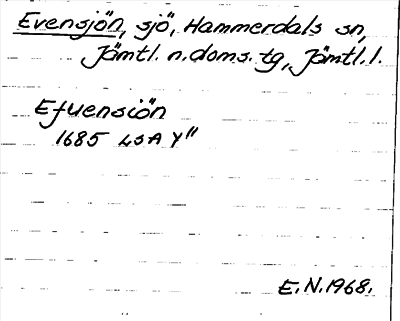 Evensjön, sjö, Hammerdals sn,
Jämtl. n. doms. tg, Jämtl. l.
Efuensiön
1685 LSA Y"
E. N. 1968.